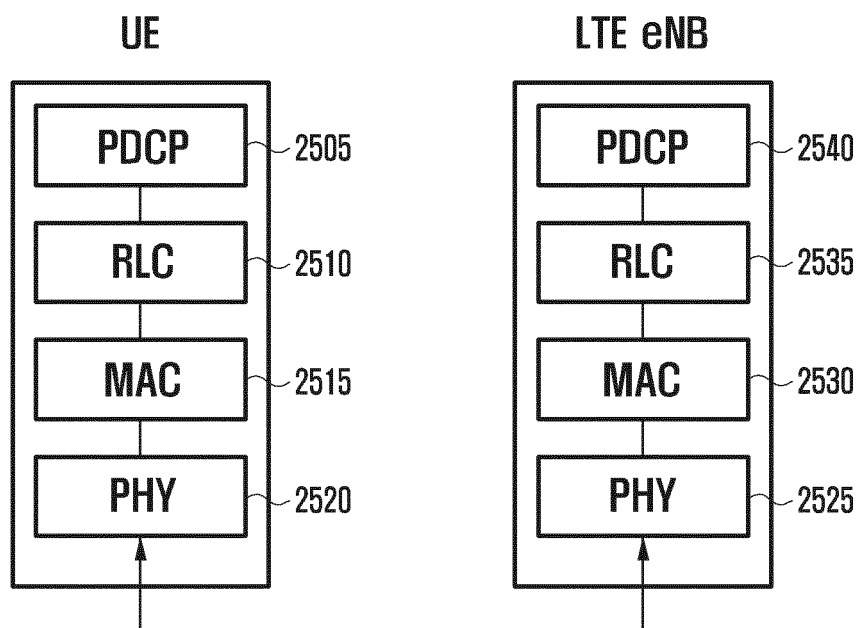 UE LTE eNB
PDCP 2505 PDCP 2540
RLC 2510 RLC 2535
MAC 2515 MAC 2530
PHY 2520 PHY 2525